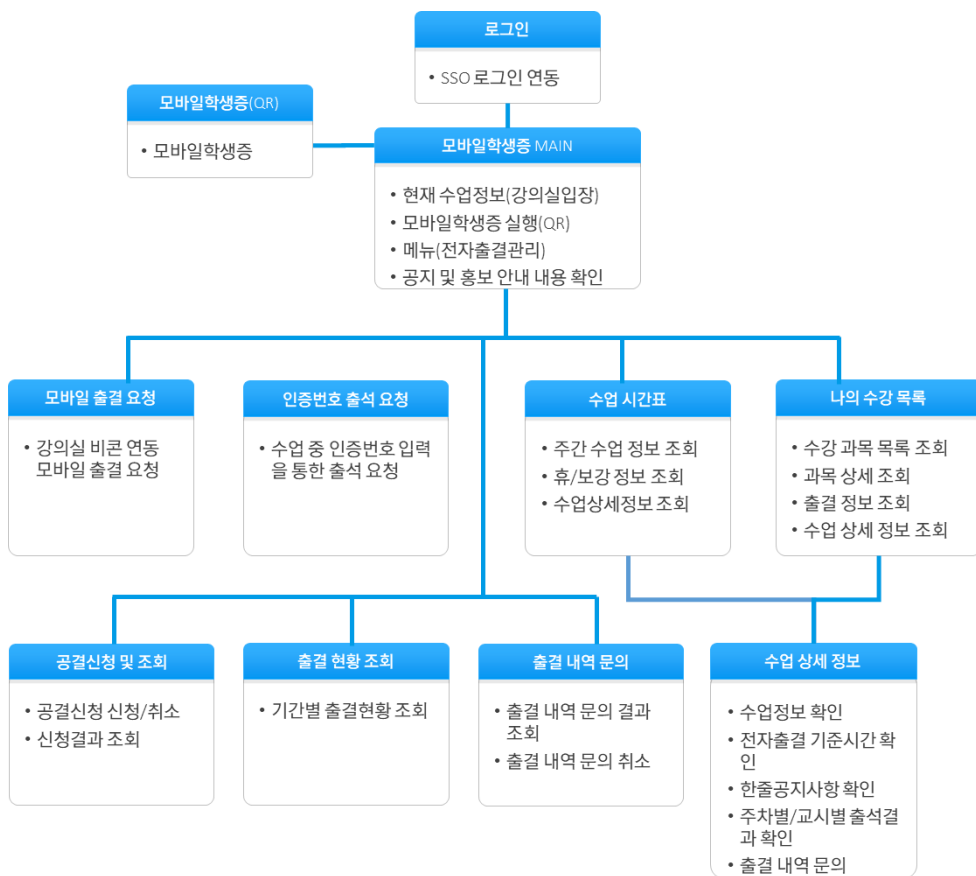 로그인
• SSO 로그인 연동
모바일학생증(QR)
• 모바일학생증
모바일학생증 MAIN
• 현재 수업정보(강의실입장)
• 모바일학생증 실행(QR)
• 메뉴(전자출결관리)
• 공지 및 홍보 안내 내용 확인
모바일 출결 요청
• 강의실 비콘 연동
모바일 출결 요청
인증번호 출석 요청
• 수업 중 인증번호 입력
을 통한 출석 요청
수업 시간표
• 주간 수업 정보 조회
• 휴/보강 정보 조회
• 수업상세정보 조회
나의 수강 목록
• 수강 과목 목록 조회
• 과목 상세 조회
• 출결 정보 조회
• 수업 상세 정보 조회
공결신청 및 조회
• 공결신청 신청/취소
• 신청결과 조회
출결 현황 조회
• 기간별 출결현황 조회
출결 내역 문의
• 출결 내역 문의 결과
조회
• 출결 내역 문의 취소
수업 상세 정보
• 수업정보 확인
• 전자출결 기준시간 확
인
• 한줄공지사항 확인
• 주차별/교시별 출석결
과 확인
• 출결 내역 문의